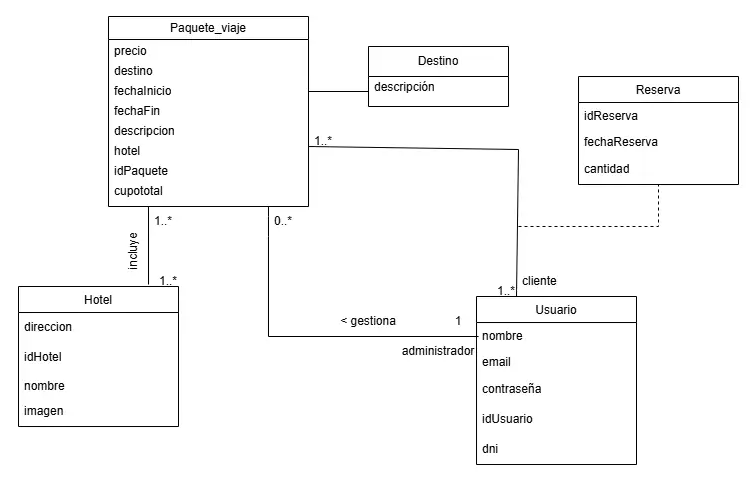 Paquete_viaje
precio
destino
fechaInicio
fechaFin
descripcion
hotel
idPaquete
cupototal
Destino
descripción
Reserva
idReserva
fechaReserva
cantidad
1..*
1..*
0..*
incluye
1..*
cliente
1..*
Hotel
direccion
idHotel
nombre
imagen
< gestiona
1
administrador
Usuario
nombre
email
contraseña
idUsuario
dni